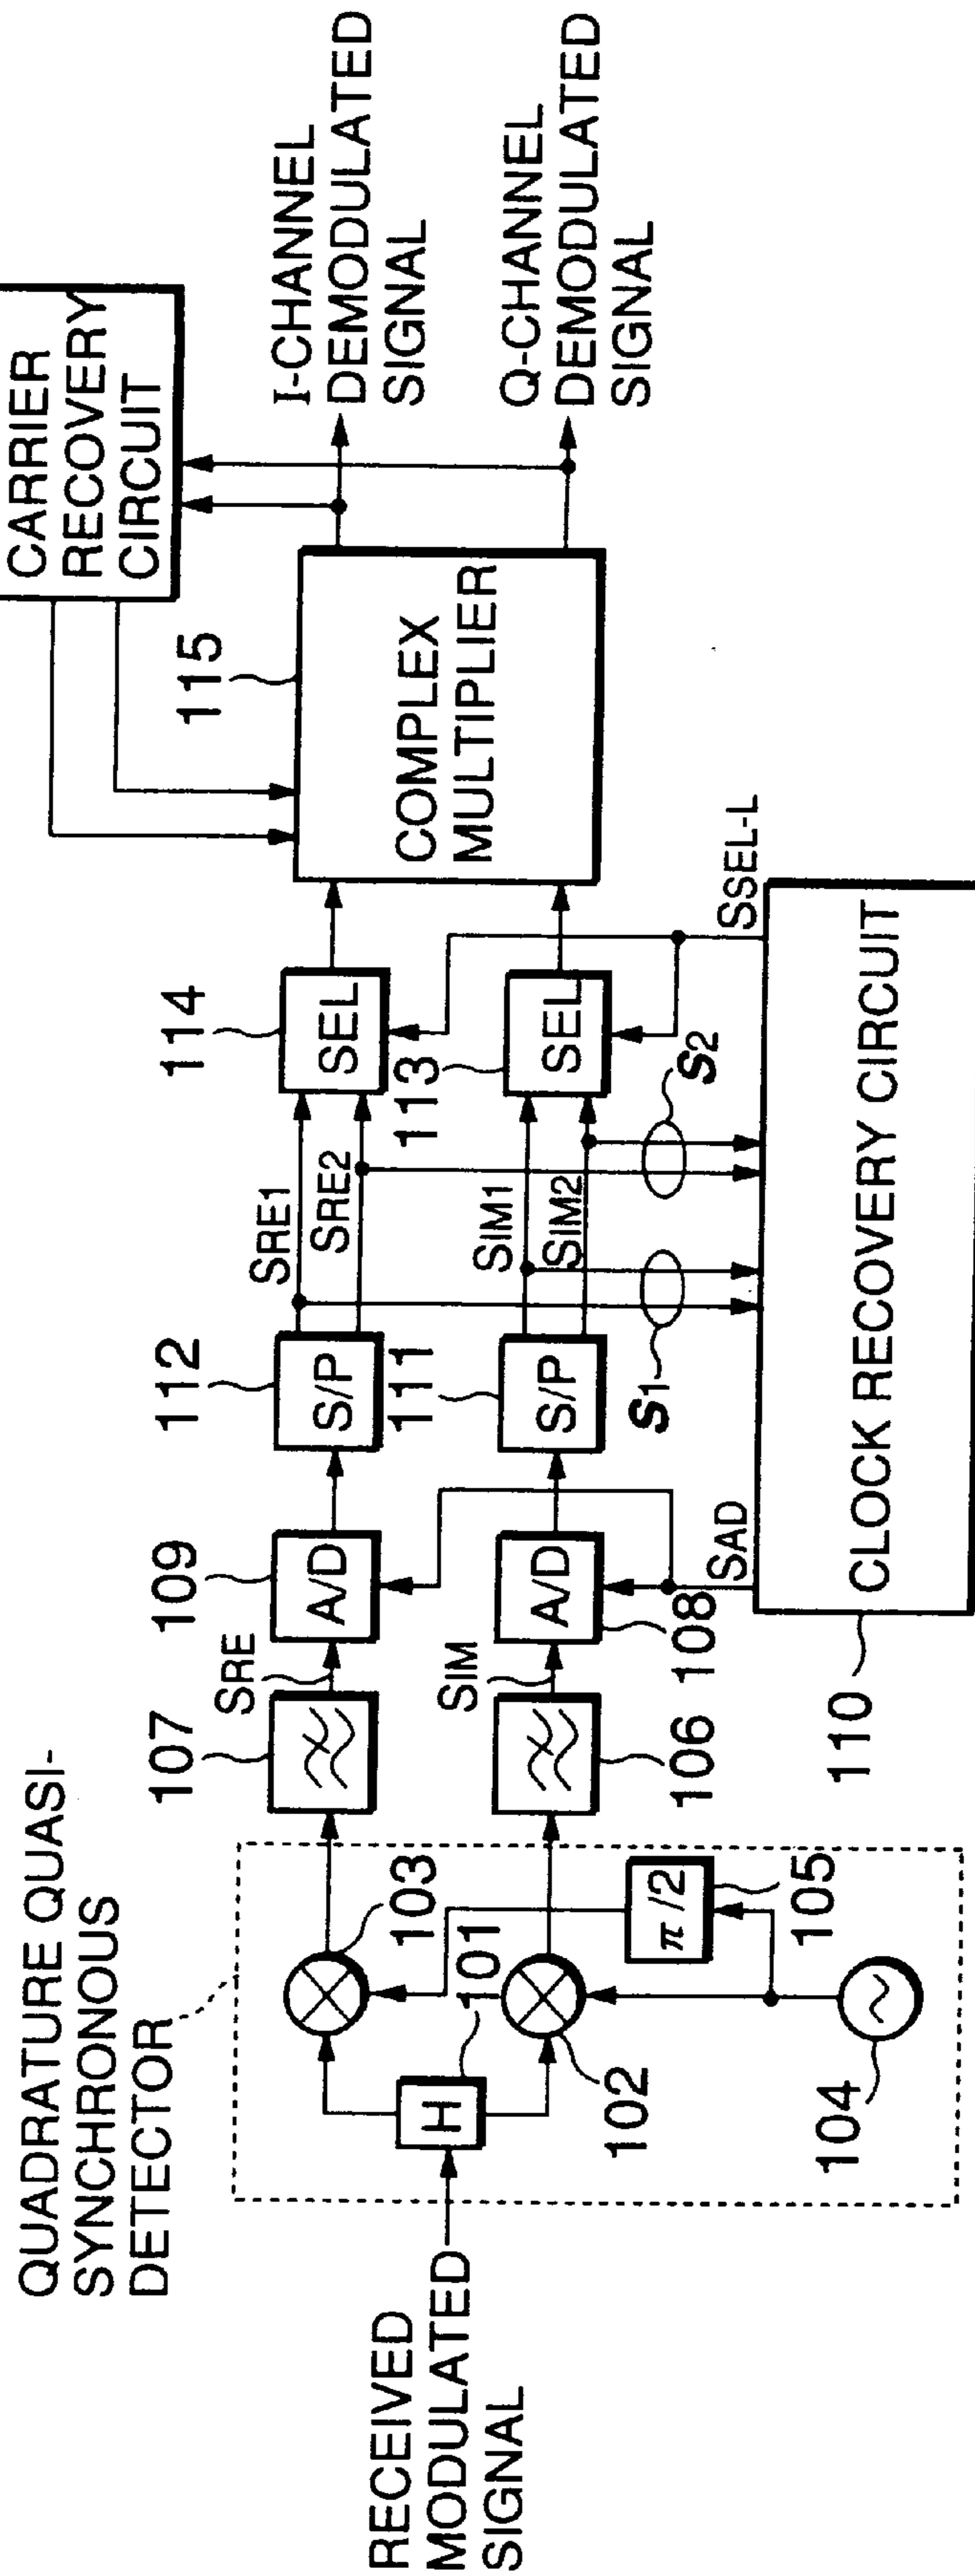 QUADRATURE QUASI-
SYNCHRONOUS
DETECTOR
RECEIVED
MODULATED
SIGNAL
H
101
102
103
104
π/2
105
106
107
SRE
SIM
A/D
109
A/D
108
S/P
112
S/P
111
SRE1
SRE2
SIM1
SIM2
S1
S2
SEL
114
SEL
113
SAD
SSEL-L
110
CLOCK RECOVERY CIRCUIT
COMPLEX
MULTIPLIER
115
CARRIER
RECOVERY
CIRCUIT
I-CHANNEL
DEMODULATED
SIGNAL
Q-CHANNEL
DEMODULATED
SIGNAL